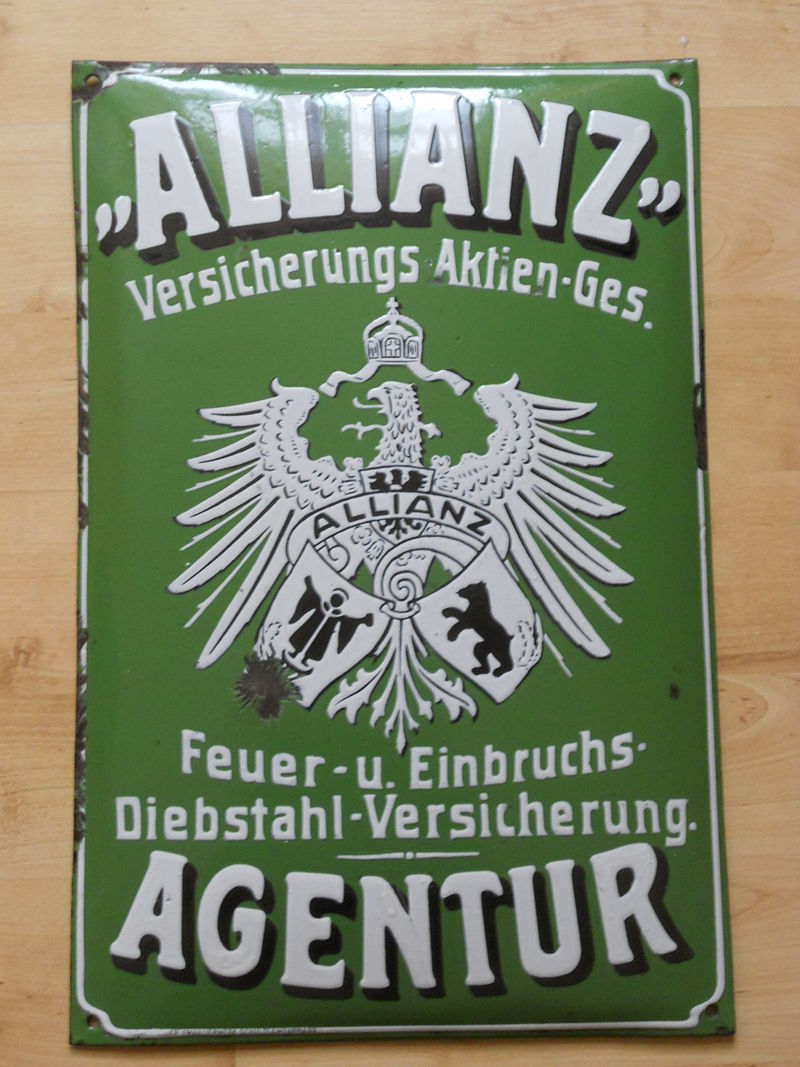 „ALLIANZ”
Versicherungs Aktien-Ges.
ALLIANZ
Feuer-u. Einbruchs-
Diebstahl-Versicherung.
AGENTUR